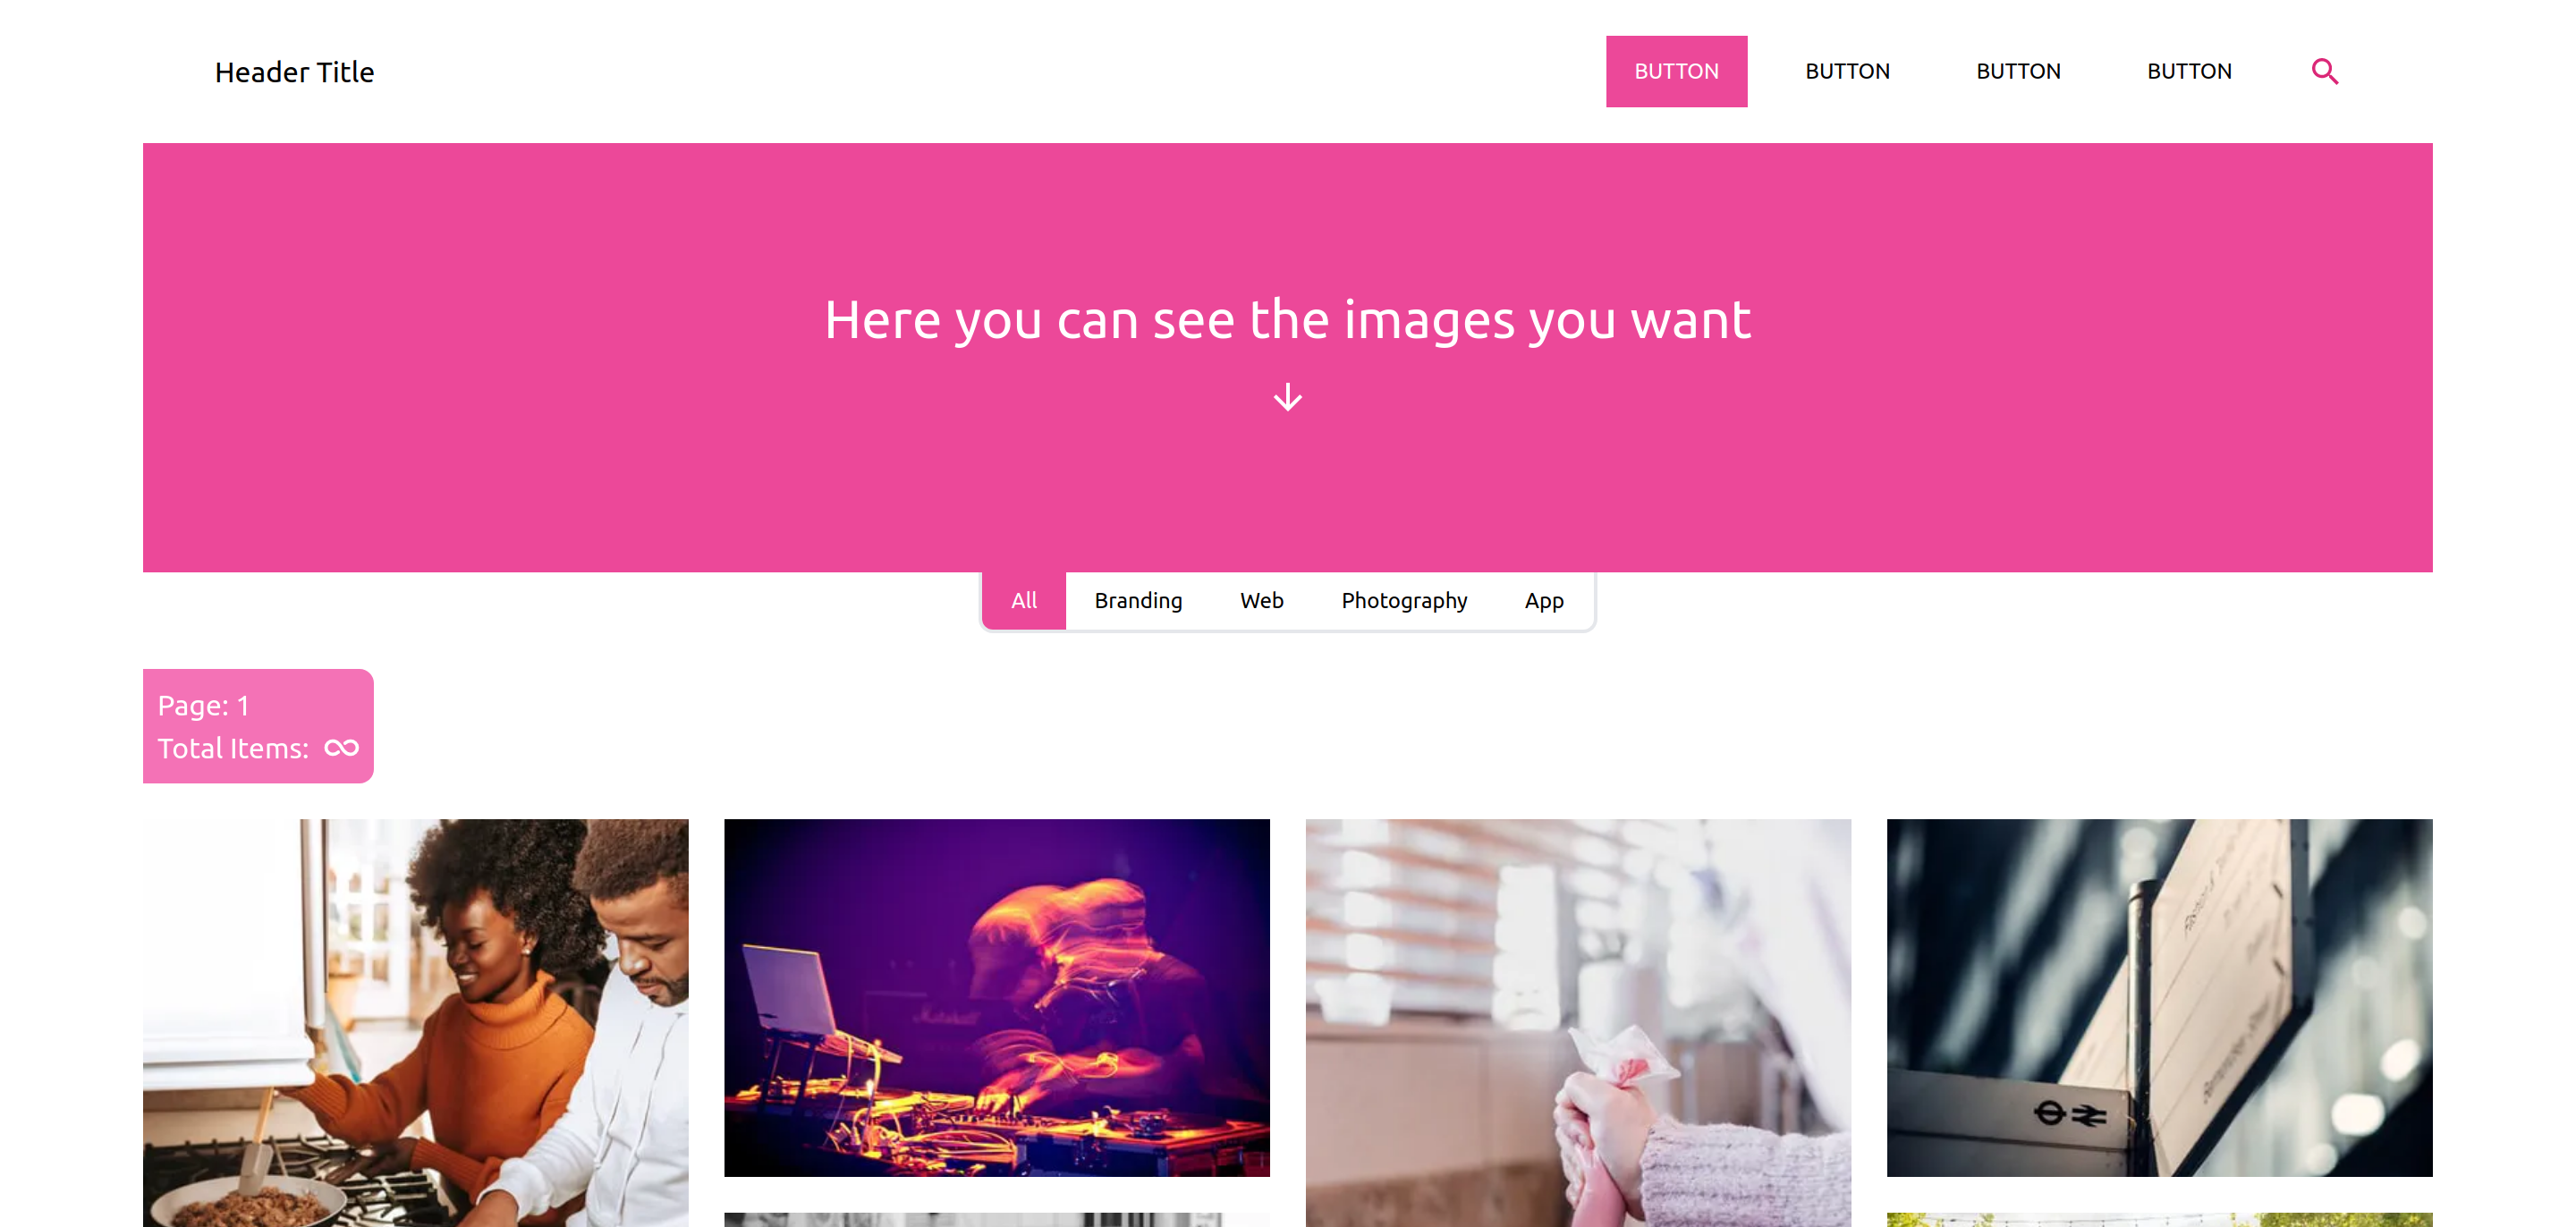 Header Title
BUTTON
BUTTON
BUTTON
BUTTON
Here you can see the images you want
All
Branding
Web
Photography
App
Page: 1
Total Items: ∞
Marshall